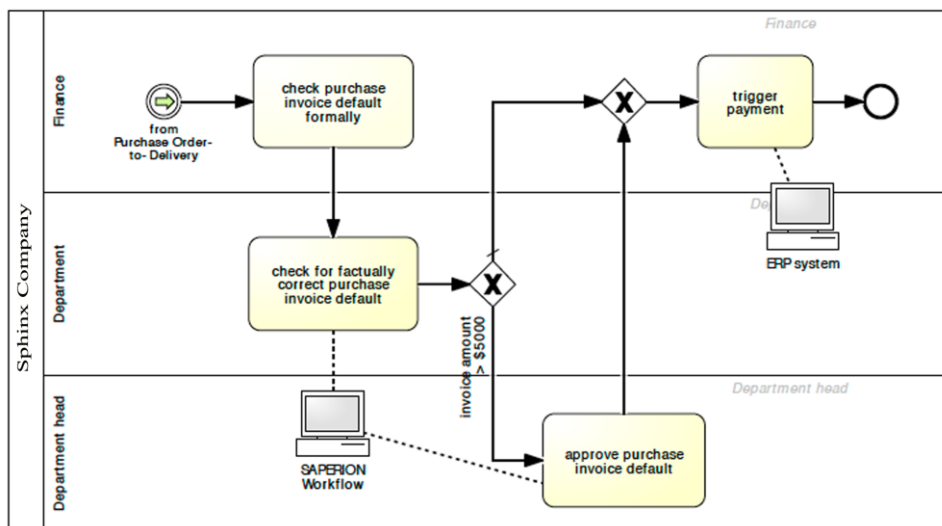 Sphinx Company
Finance
Finance
from
Purchase Order-
to- Delivery
check purchase
invoice default
formally
trigger
payment
Department
check for factually
correct purchase
invoice default
ERP system
invoice amount
> $5000
Department head
Department head
SAPERION
Workflow
approve purchase
invoice default